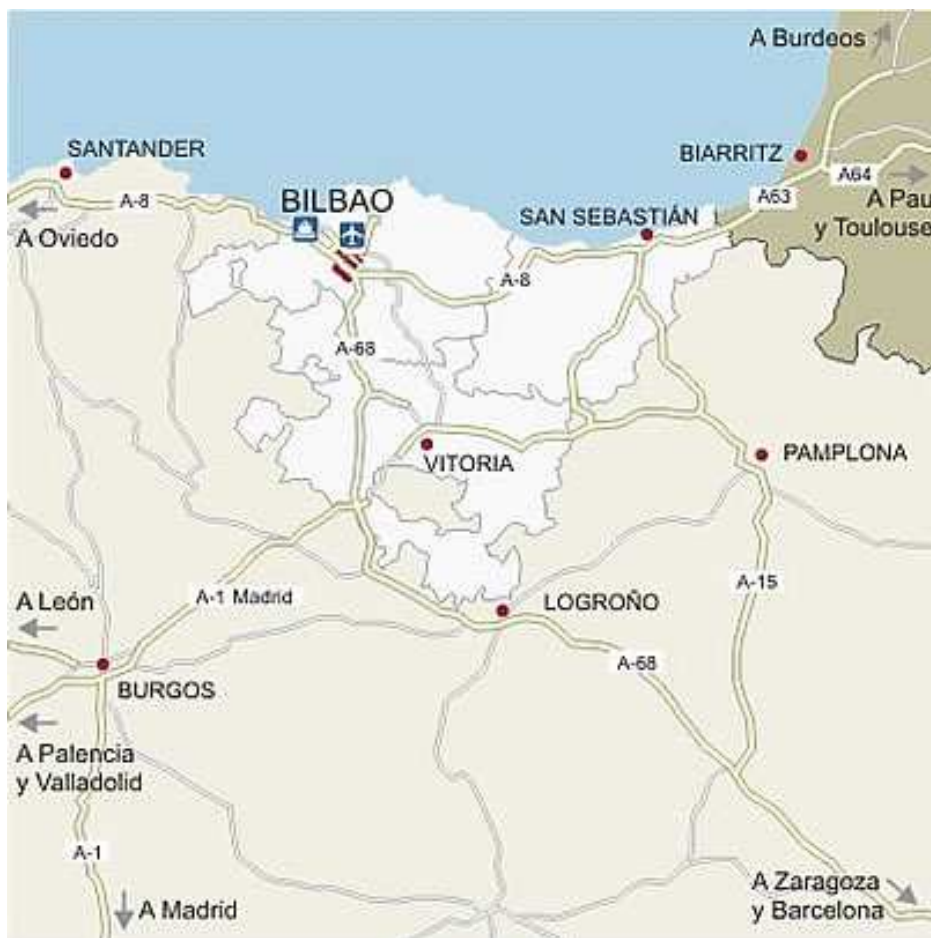 A Burdeos
SANTANDER
BIARRITZ
A64
A63
BILBAO
A-8
SAN SEBASTIÁN
A Pau
y Toulouse
A Oviedo
A-8
A-68
VITORIA
PAMPLONA
A-15
A-1 Madrid
A León
LOGROÑO
A-68
BURGOS
A Palencia
y Valladolid
A-1
A Madrid
A Zaragoza
y Barcelona